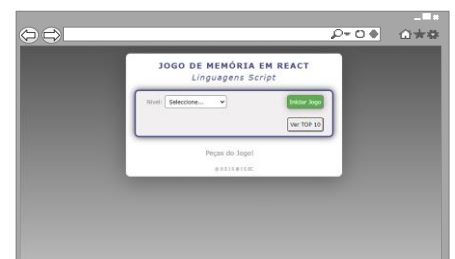 JOGO DE MEMÓRIA EM REACT
Linguagens Script
Nível: Seleccione... Iniciar Jogo
Ver TOP 10
Peças do Jogo!